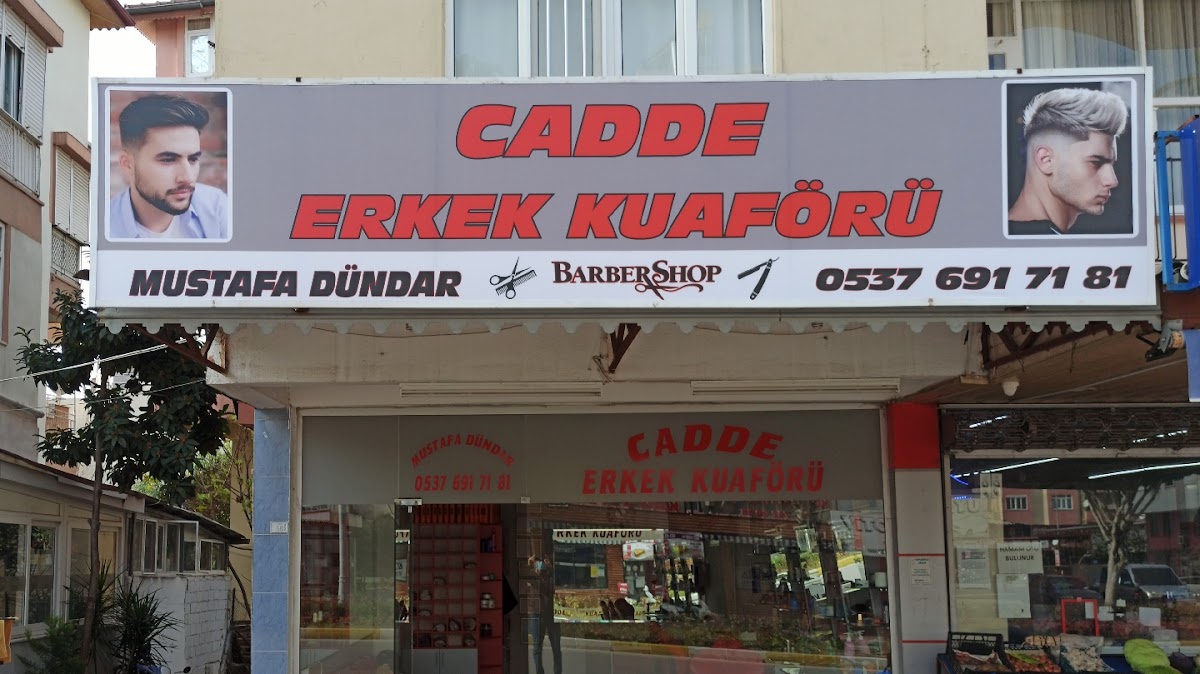 CADDE
ERKEK KUAFÖRÜ
MUSTAFA DÜNDAR
BARBERSHOP
0537 691 71 81
MUSTAFA DÜNDAR
0537 691 71 81
CADDE
ERKEK KUAFÖRÜ
BULUNUR